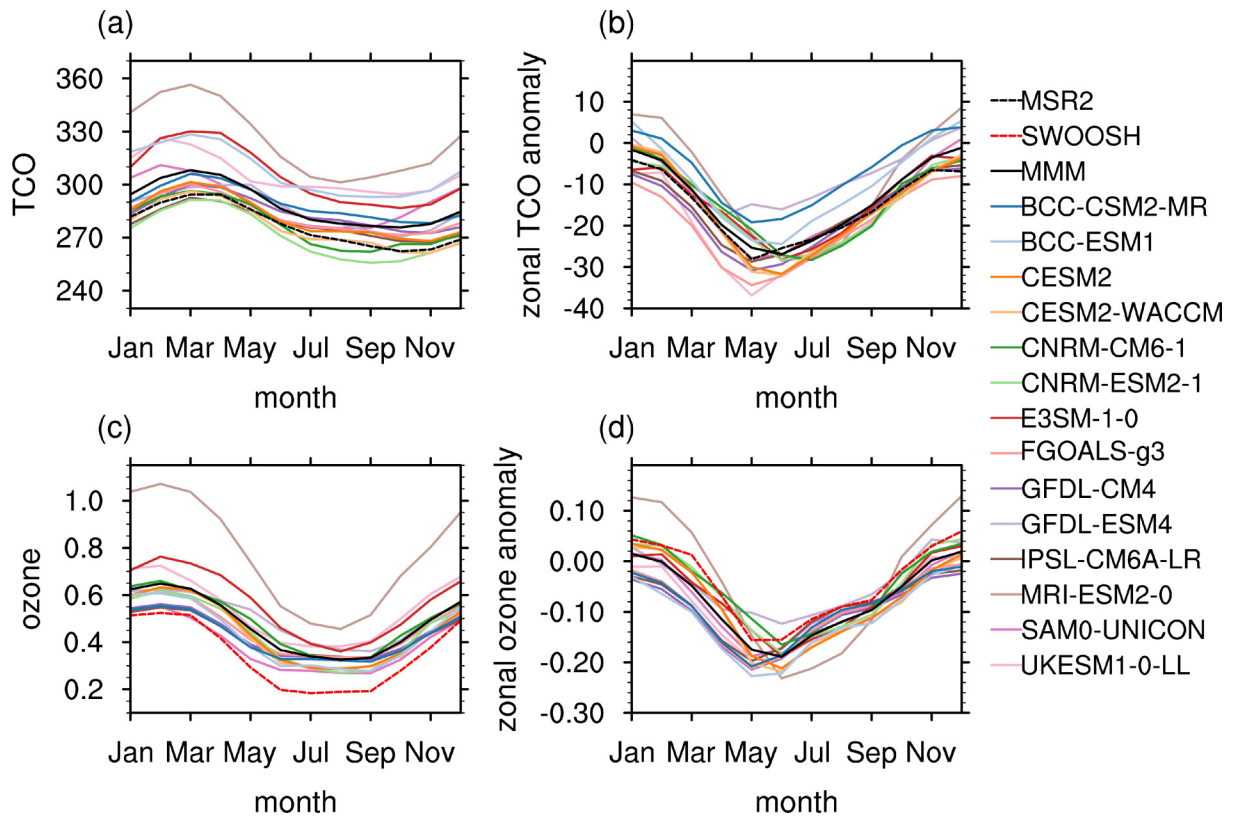 (a)
TCO
360
330
300
270
240
Jan Mar May Jul Sep Nov
month
(b)
zonal TCO anomaly
10
0
-10
-20
-30
-40
Jan Mar May Jul Sep Nov
month
(c)
ozone
1.0
0.8
0.6
0.4
0.2
Jan Mar May Jul Sep Nov
month
(d)
zonal ozone anomaly
0.10
0.00
-0.10
-0.20
-0.30
Jan Mar May Jul Sep Nov
month
MSR2
SWOOSH
MMM
BCC-CSM2-MR
BCC-ESM1
CESM2
CESM2-WACCM
CNRM-CM6-1
CNRM-ESM2-1
E3SM-1-0
FGOALS-g3
GFDL-CM4
GFDL-ESM4
IPSL-CM6A-LR
MRI-ESM2-0
SAM0-UNICON
UKESM1-0-LL